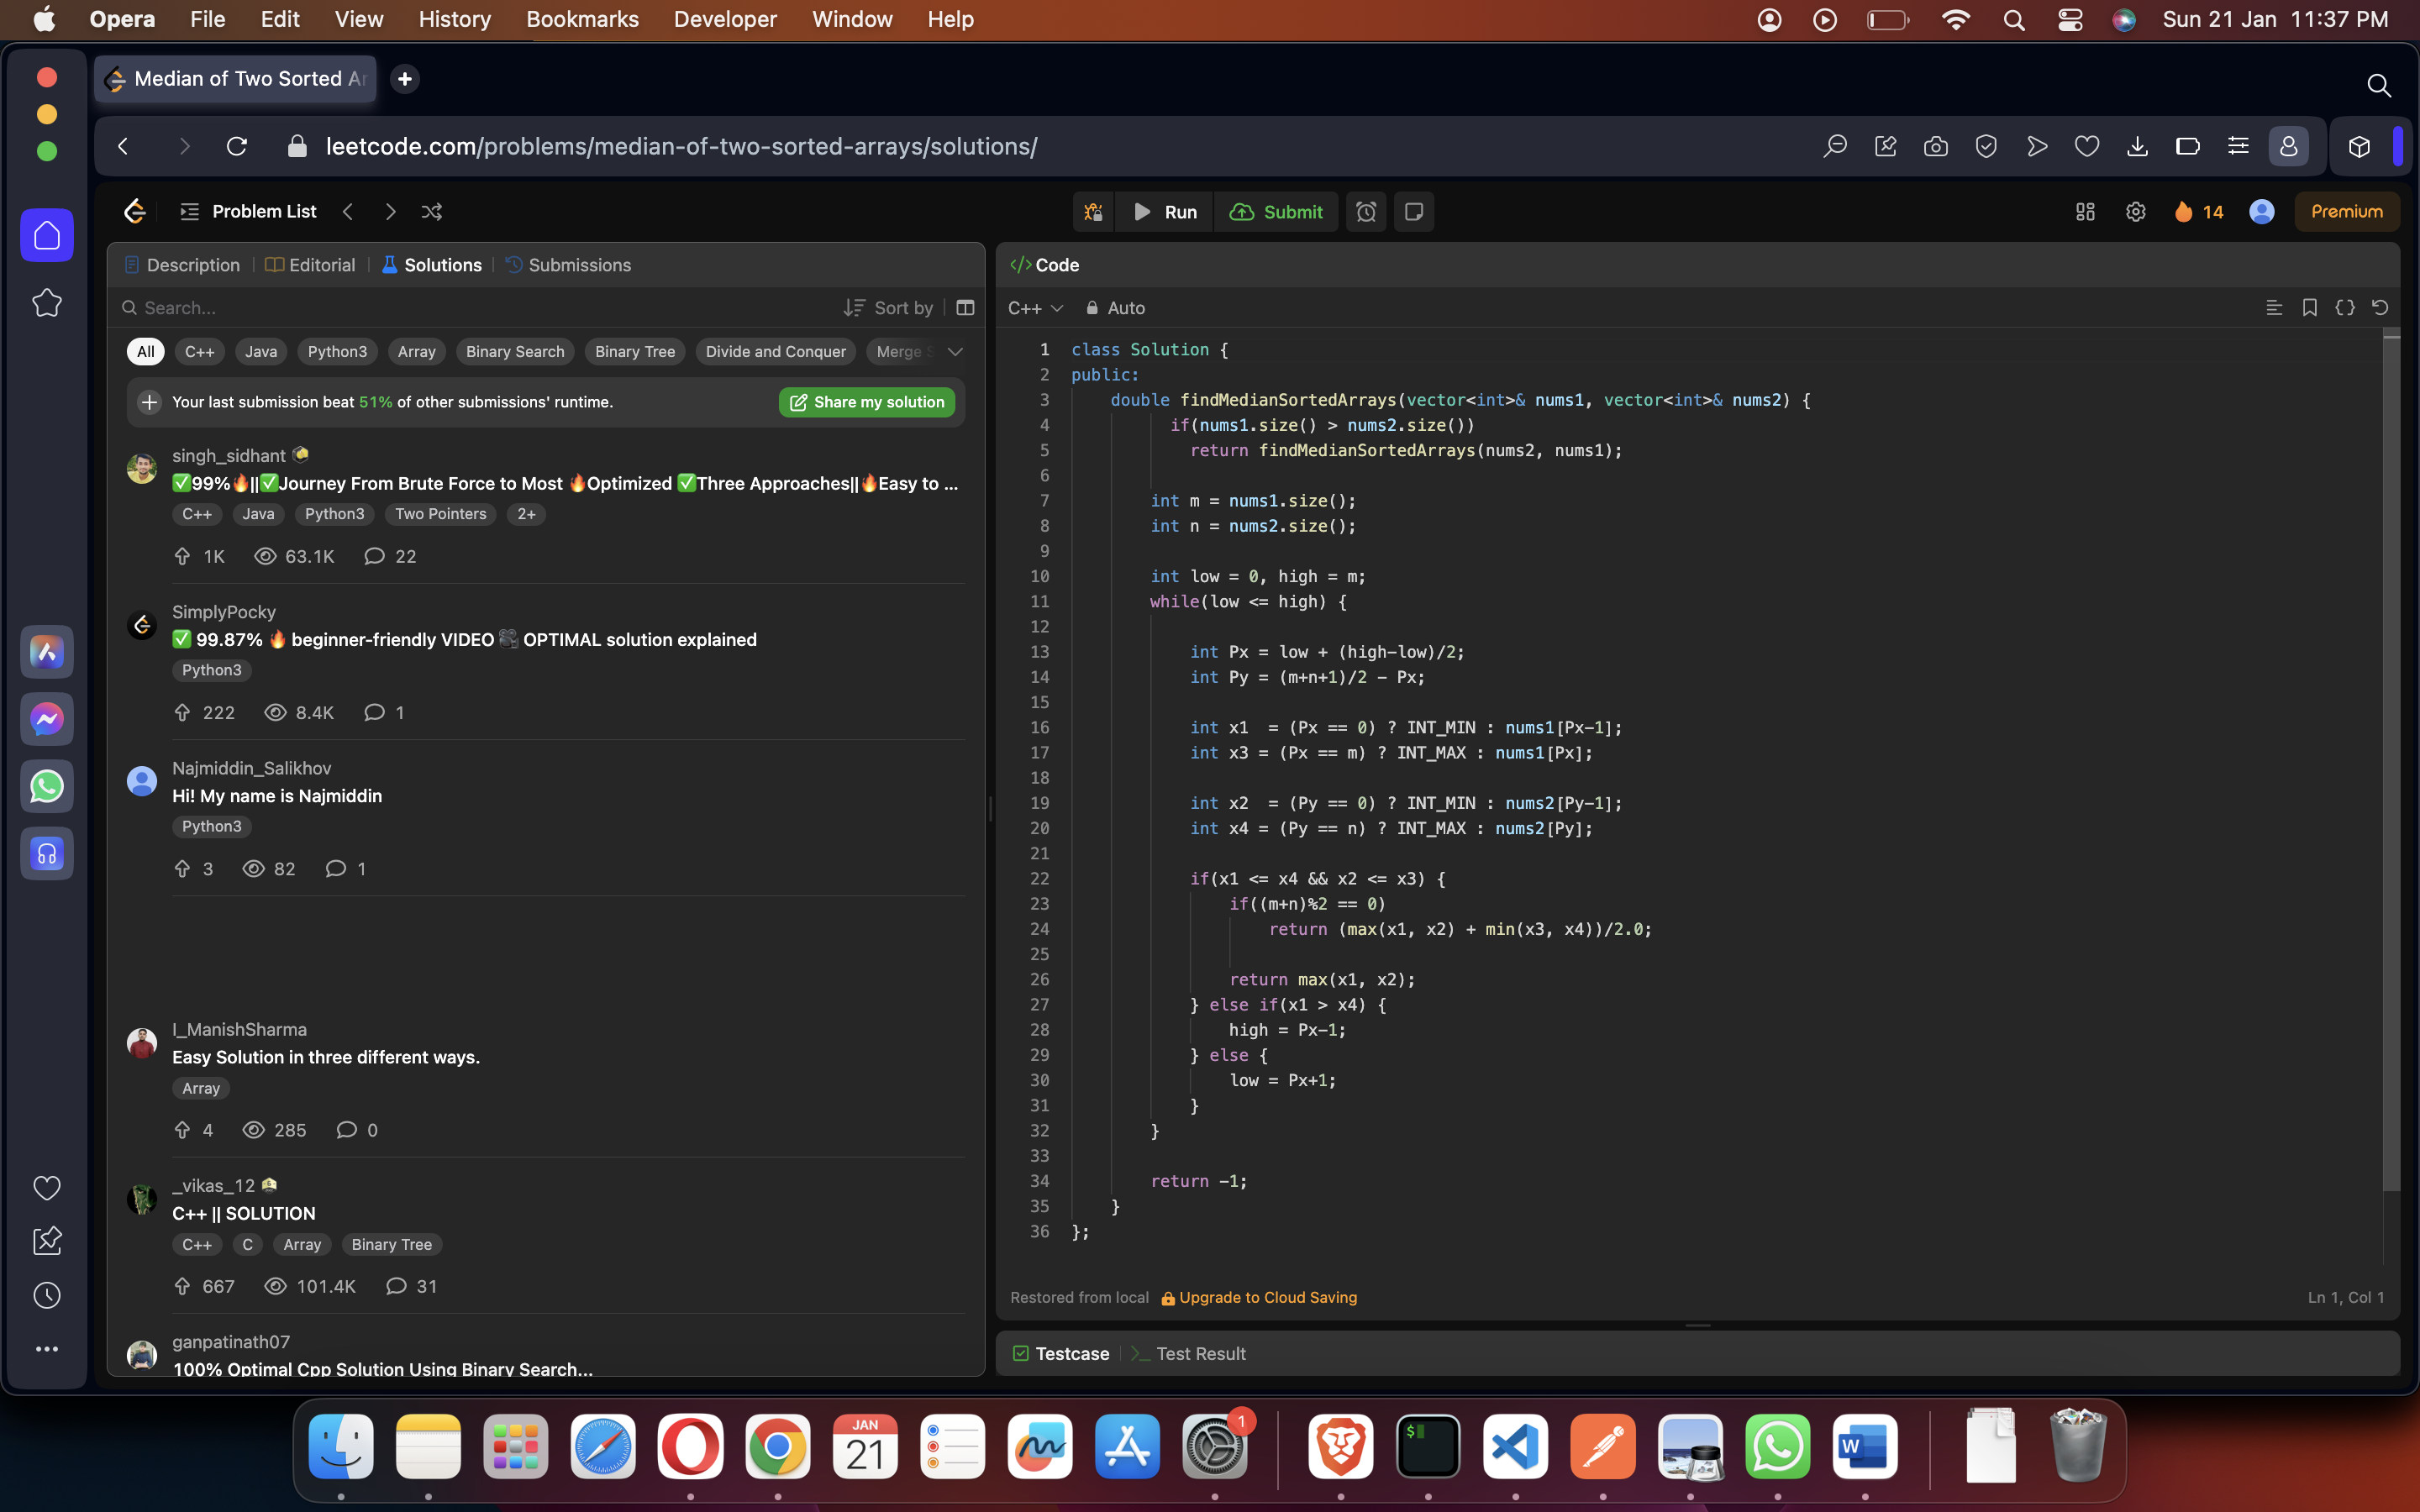 Opera File Edit View History Bookmarks Developer Window Help Sun 21 Jan 11:37 PM
Median of Two Sorted Ar
leetcode.com/problems/median-of-two-sorted-arrays/solutions/
Problem List Run Submit 14 Premium
Description Editorial Solutions Submissions
Search... Sort by
All C++ Java Python3 Array Binary Search Binary Tree Divide and Conquer Merge S
Your last submission beat 51% of other submissions' runtime. Share my solution
singh_sidhant
✅99%🔥||✅Journey From Brute Force to Most 🔥Optimized ✅Three Approaches||🔥Easy to ...
C++ Java Python3 Two Pointers 2+
1K 63.1K 22
SimplyPocky
✅ 99.87% 🔥 beginner-friendly VIDEO 🎥 OPTIMAL solution explained
Python3
222 8.4K 1
Najmiddin_Salikhov
Hi! My name is Najmiddin
Python3
3 82 1
I_ManishSharma
Easy Solution in three different ways.
Array
4 285 0
_vikas_12
C++ || SOLUTION
C++ C Array Binary Tree
667 101.4K 31
ganpatinath07
100% Optimal Cpp Solution Using Binary Search...
</> Code
C++ Auto
1 class Solution {
2 public:
3 double findMedianSortedArrays(vector<int>& nums1, vector<int>& nums2) {
4 if(nums1.size() > nums2.size())
5 return findMedianSortedArrays(nums2, nums1);
6
7 int m = nums1.size();
8 int n = nums2.size();
9
10 int low = 0, high = m;
11 while(low <= high) {
12
13 int Px = low + (high-low)/2;
14 int Py = (m+n+1)/2 - Px;
15
16 int x1  = (Px == 0) ? INT_MIN : nums1[Px-1];
17 int x3 = (Px == m) ? INT_MAX : nums1[Px];
18
19 int x2  = (Py == 0) ? INT_MIN : nums2[Py-1];
20 int x4 = (Py == n) ? INT_MAX : nums2[Py];
21
22 if(x1 <= x4 && x2 <= x3) {
23 if((m+n)%2 == 0)
24 return (max(x1, x2) + min(x3, x4))/2.0;
25
26 return max(x1, x2);
27 } else if(x1 > x4) {
28 high = Px-1;
29 } else {
30 low = Px+1;
31 }
32 }
33
34 return -1;
35 }
36 };
Restored from local Upgrade to Cloud Saving Ln 1, Col 1
Testcase >_ Test Result
JAN
21
1
$
W